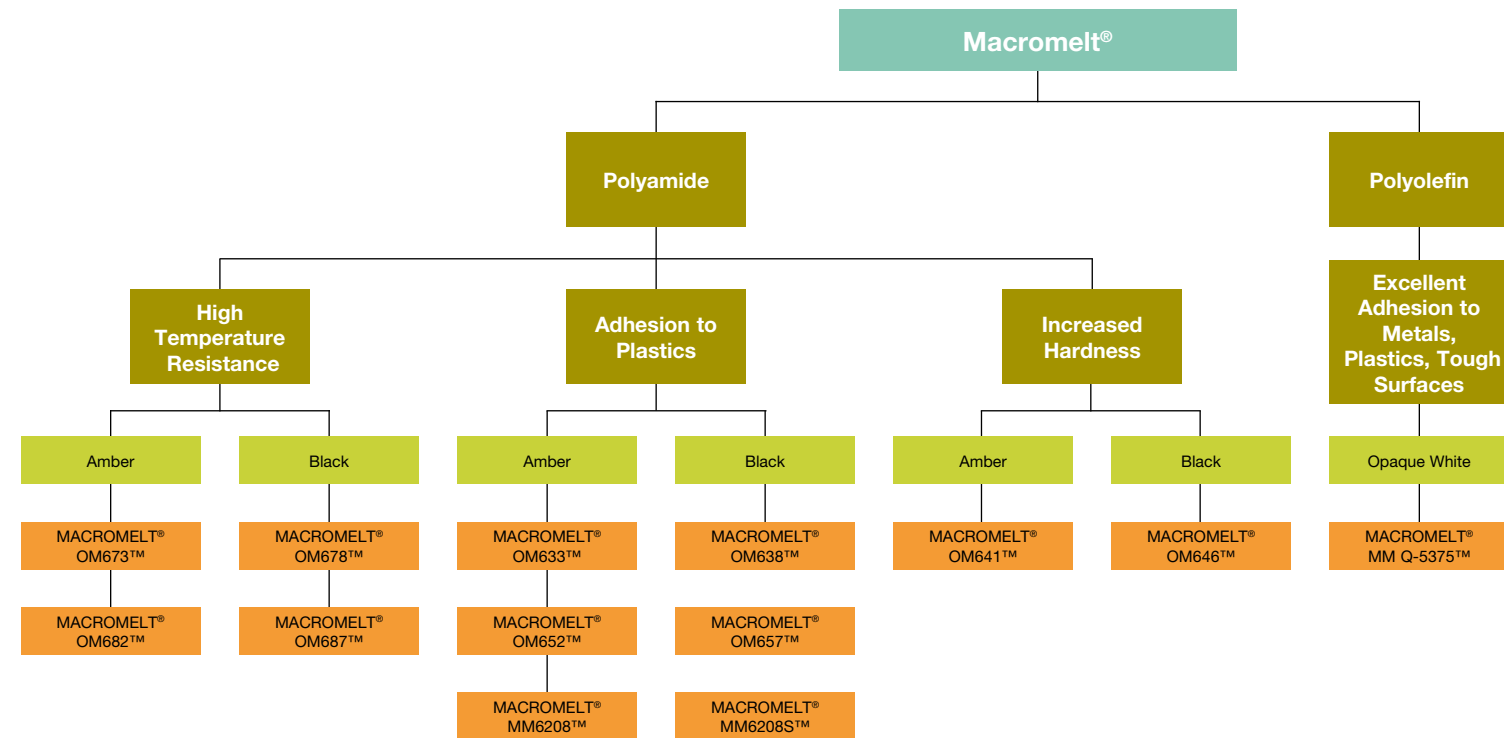 Macromelt®
Polyamide
Polyolefin
High
Temperature
Resistance
Adhesion to
Plastics
Increased
Hardness
Excellent
Adhesion to
Metals,
Plastics, Tough
Surfaces
Amber
Black
Amber
Black
Amber
Black
Opaque White
MACROMELT®
OM673™
MACROMELT®
OM678™
MACROMELT®
OM633™
MACROMELT®
OM638™
MACROMELT®
OM641™
MACROMELT®
OM646™
MACROMELT®
MM Q-5375™
MACROMELT®
OM682™
MACROMELT®
OM687™
MACROMELT®
OM652™
MACROMELT®
OM657™
MACROMELT®
MM6208™
MACROMELT®
MM6208S™